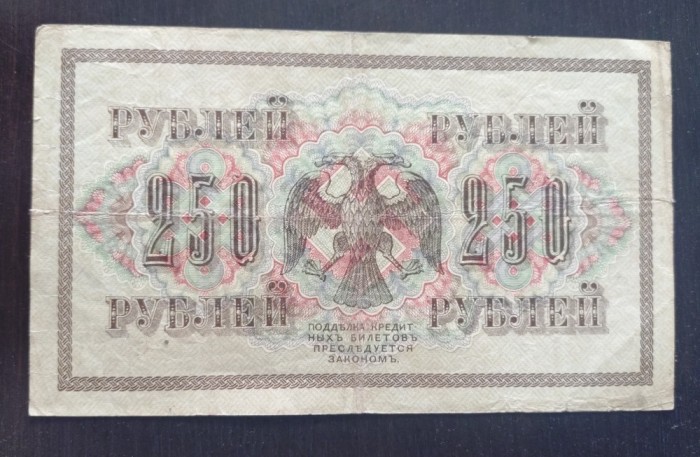 РУБЛЕЙ РУБЛЕЙ
250 250
РУБЛЕЙ РУБЛЕЙ
ПОДДѢЛКА КРЕДИТ
НЫХЪ БИЛЕТОВЪ
ПРЕСЛѢДУЕТСЯ
ЗАКОНОМЪ.